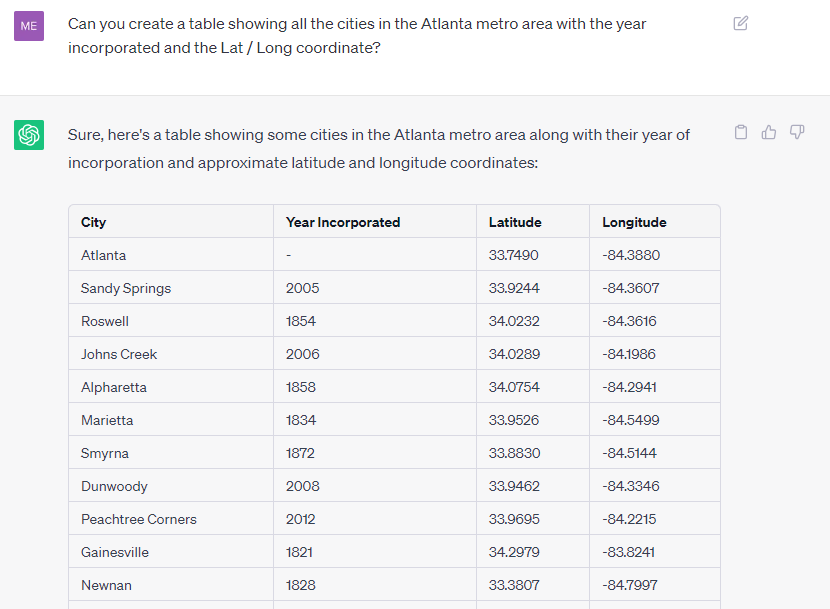 ME
Can you create a table showing all the cities in the Atlanta metro area with the year
incorporated and the Lat / Long coordinate?
Sure, here's a table showing some cities in the Atlanta metro area along with their year of
incorporation and approximate latitude and longitude coordinates:
City Year Incorporated Latitude Longitude
Atlanta - 33.7490 -84.3880
Sandy Springs 2005 33.9244 -84.3607
Roswell 1854 34.0232 -84.3616
Johns Creek 2006 34.0289 -84.1986
Alpharetta 1858 34.0754 -84.2941
Marietta 1834 33.9526 -84.5499
Smyrna 1872 33.8830 -84.5144
Dunwoody 2008 33.9462 -84.3346
Peachtree Corners 2012 33.9695 -84.2215
Gainesville 1821 34.2979 -83.8241
Newnan 1828 33.3807 -84.7997